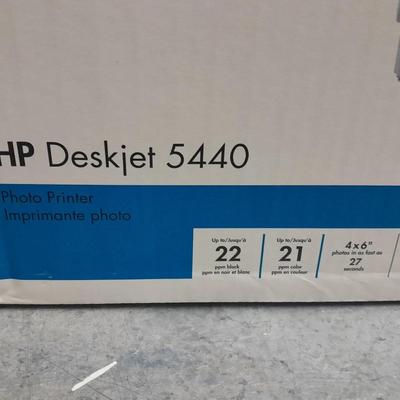 HP Deskjet 5440
Photo Printer
Imprimante photo
Up to/Jusqu'à
22
ppm black
ppm en noir et blanc
Up to/Jusqu'à
21
ppm color
ppm en couleur
4 x 6"
photos in as fast as
27
seconds